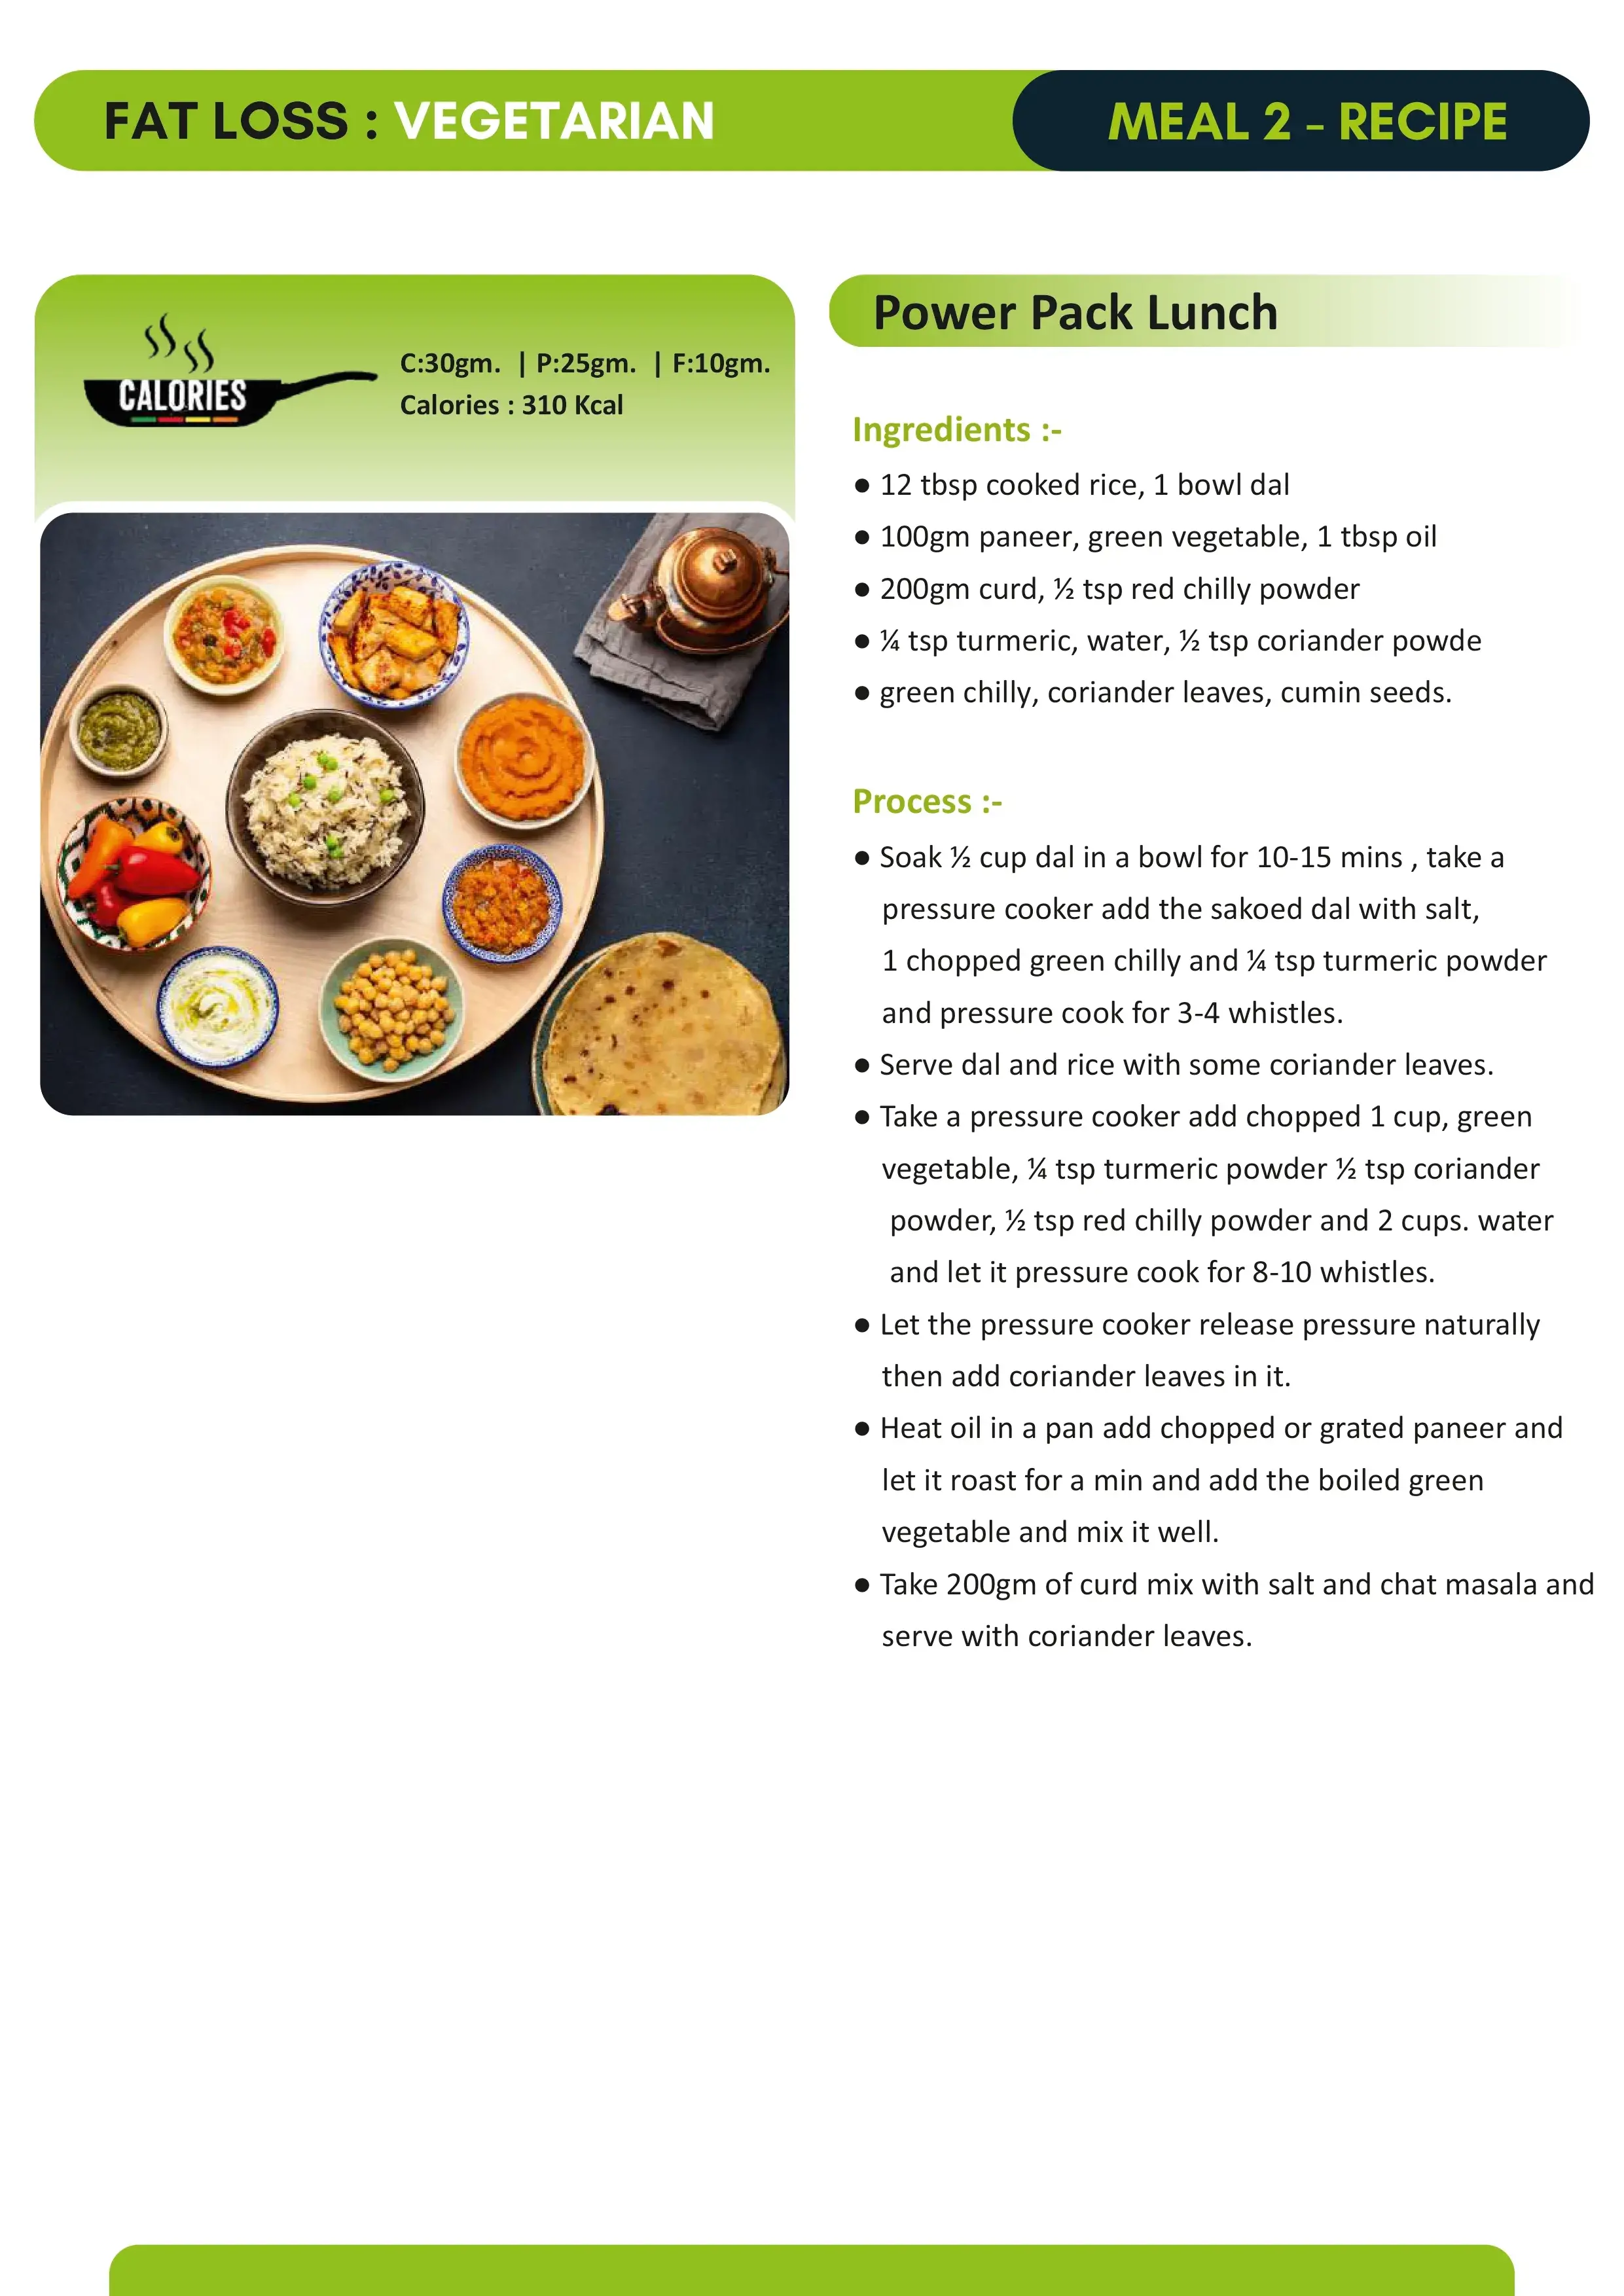 FAT LOSS : VEGETARIAN
MEAL 2 - RECIPE
CALORIES
C:30gm. | P:25gm. | F:10gm.
Calories : 310 Kcal
Power Pack Lunch
Ingredients :-
● 12 tbsp cooked rice, 1 bowl dal
● 100gm paneer, green vegetable, 1 tbsp oil
● 200gm curd, ½ tsp red chilly powder
● ¼ tsp turmeric, water, ½ tsp coriander powde
● green chilly, coriander leaves, cumin seeds.
Process :-
● Soak ½ cup dal in a bowl for 10-15 mins , take a
pressure cooker add the sakoed dal with salt,
1 chopped green chilly and ¼ tsp turmeric powder
and pressure cook for 3-4 whistles.
● Serve dal and rice with some coriander leaves.
● Take a pressure cooker add chopped 1 cup, green
vegetable, ¼ tsp turmeric powder ½ tsp coriander
powder, ½ tsp red chilly powder and 2 cups. water
and let it pressure cook for 8-10 whistles.
● Let the pressure cooker release pressure naturally
then add coriander leaves in it.
● Heat oil in a pan add chopped or grated paneer and
let it roast for a min and add the boiled green
vegetable and mix it well.
● Take 200gm of curd mix with salt and chat masala and
serve with coriander leaves.